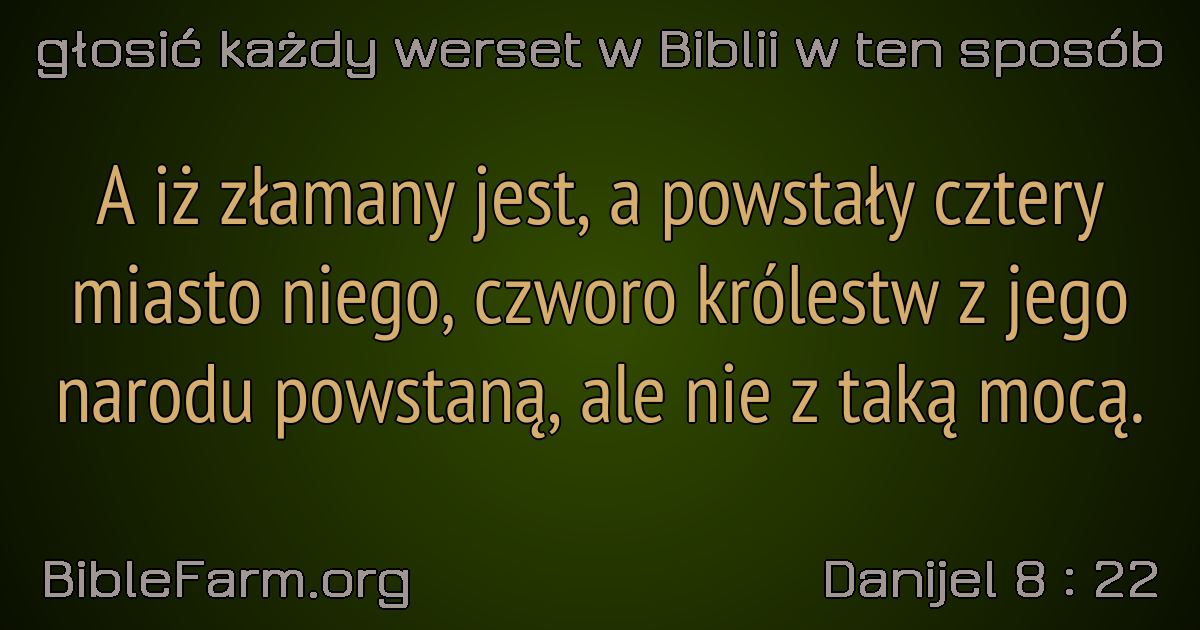 głosić każdy werset w Biblii w ten sposób
A iż złamany jest, a powstały cztery
miasto niego, czworo królestw z jego
narodu powstaną, ale nie z taką mocą.
BibleFarm.org
Danijel 8 : 22